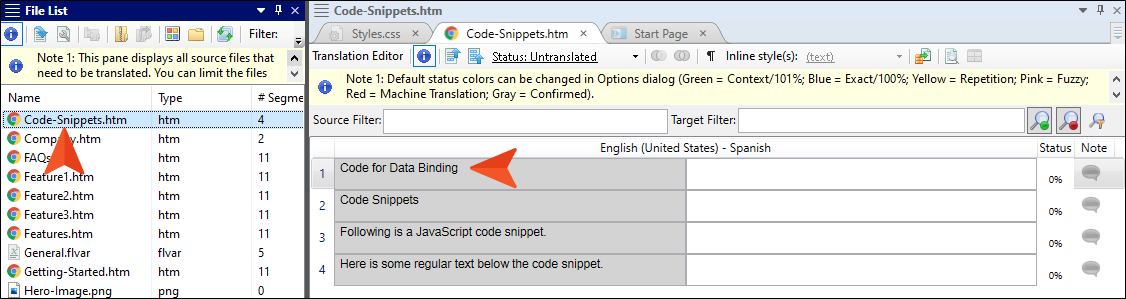 File List
Filter:
Note 1: This pane displays all source files that
need to be translated. You can limit the files
Name Type # Segme
Code-Snippets.htm htm 4
htm 2
FAQs 11
Feature1.htm htm 11
Feature2.htm htm 11
Feature3.htm htm 11
Features.htm htm 11
General.flvar flvar 5
Getting-Started.htm htm 11
Hero-Image.png png 0
Code-Snippets.htm
Styles.css Code-Snippets.htm Start Page
Translation Editor Status: Untranslated Inline style(s): (text)
Note 1: Default status colors can be changed in Options dialog (Green = Context/101%; Blue = Exact/100%; Yellow = Repetition; Pink = Fuzzy;
Red = Machine Translation; Gray = Confirmed).
Source Filter: Target Filter:
English (United States) - Spanish Status Note
1 Code for Data Binding 0%
2 Code Snippets 0%
3 Following is a JavaScript code snippet. 0%
4 Here is some regular text below the code snippet. 0%